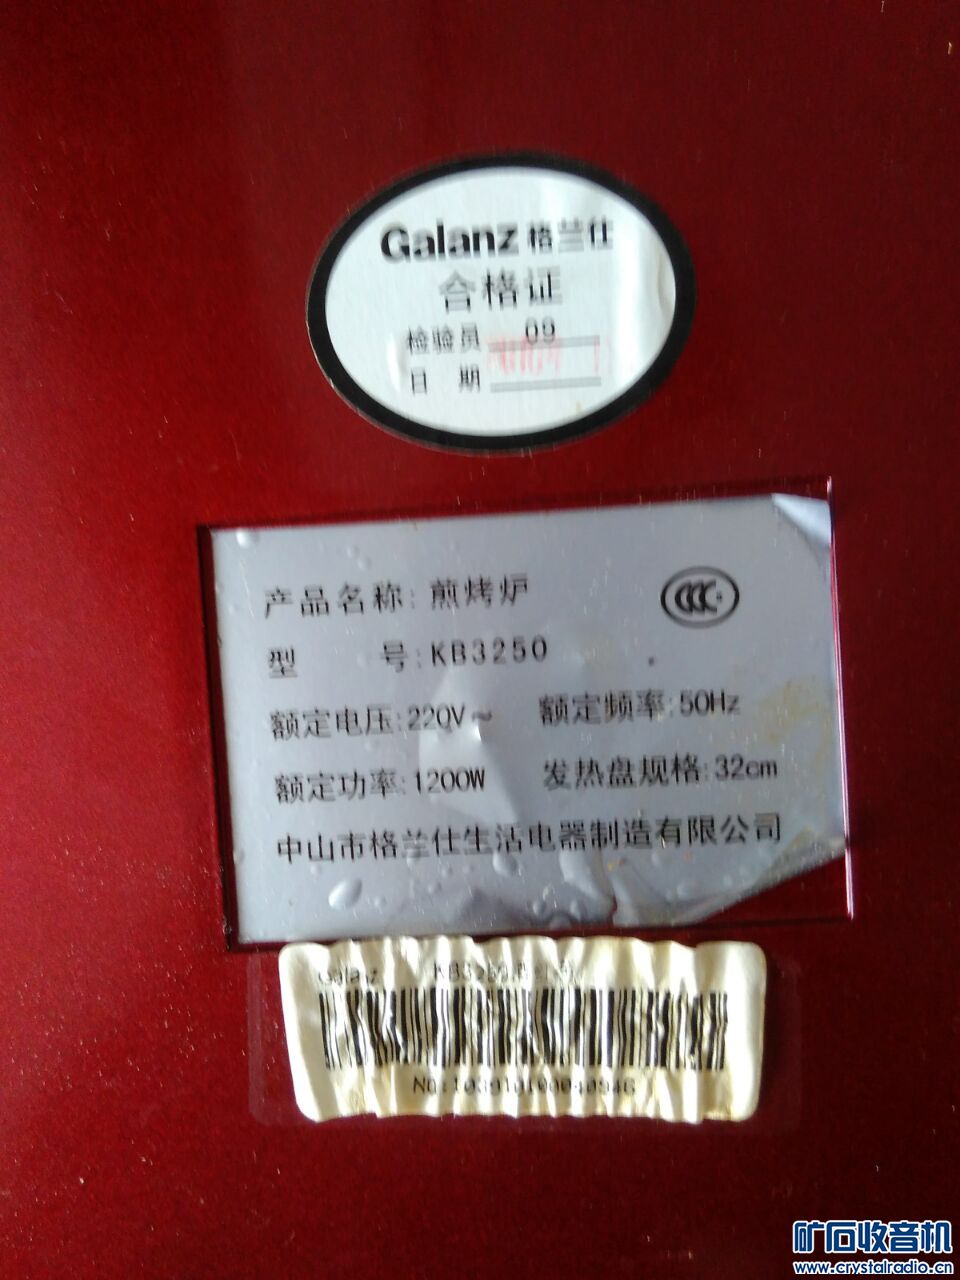 Galanz 格兰仕
合格证
检验员 09
日 期
产品名称: 煎烤炉
CCC
型 号: KB3250
额定电压: 220V~ 额定频率: 50Hz
额定功率: 1200W 发热盘规格: 32cm
中山市格兰仕生活电器制造有限公司
Galanz
矿石收音机
www.crystalradio.cn